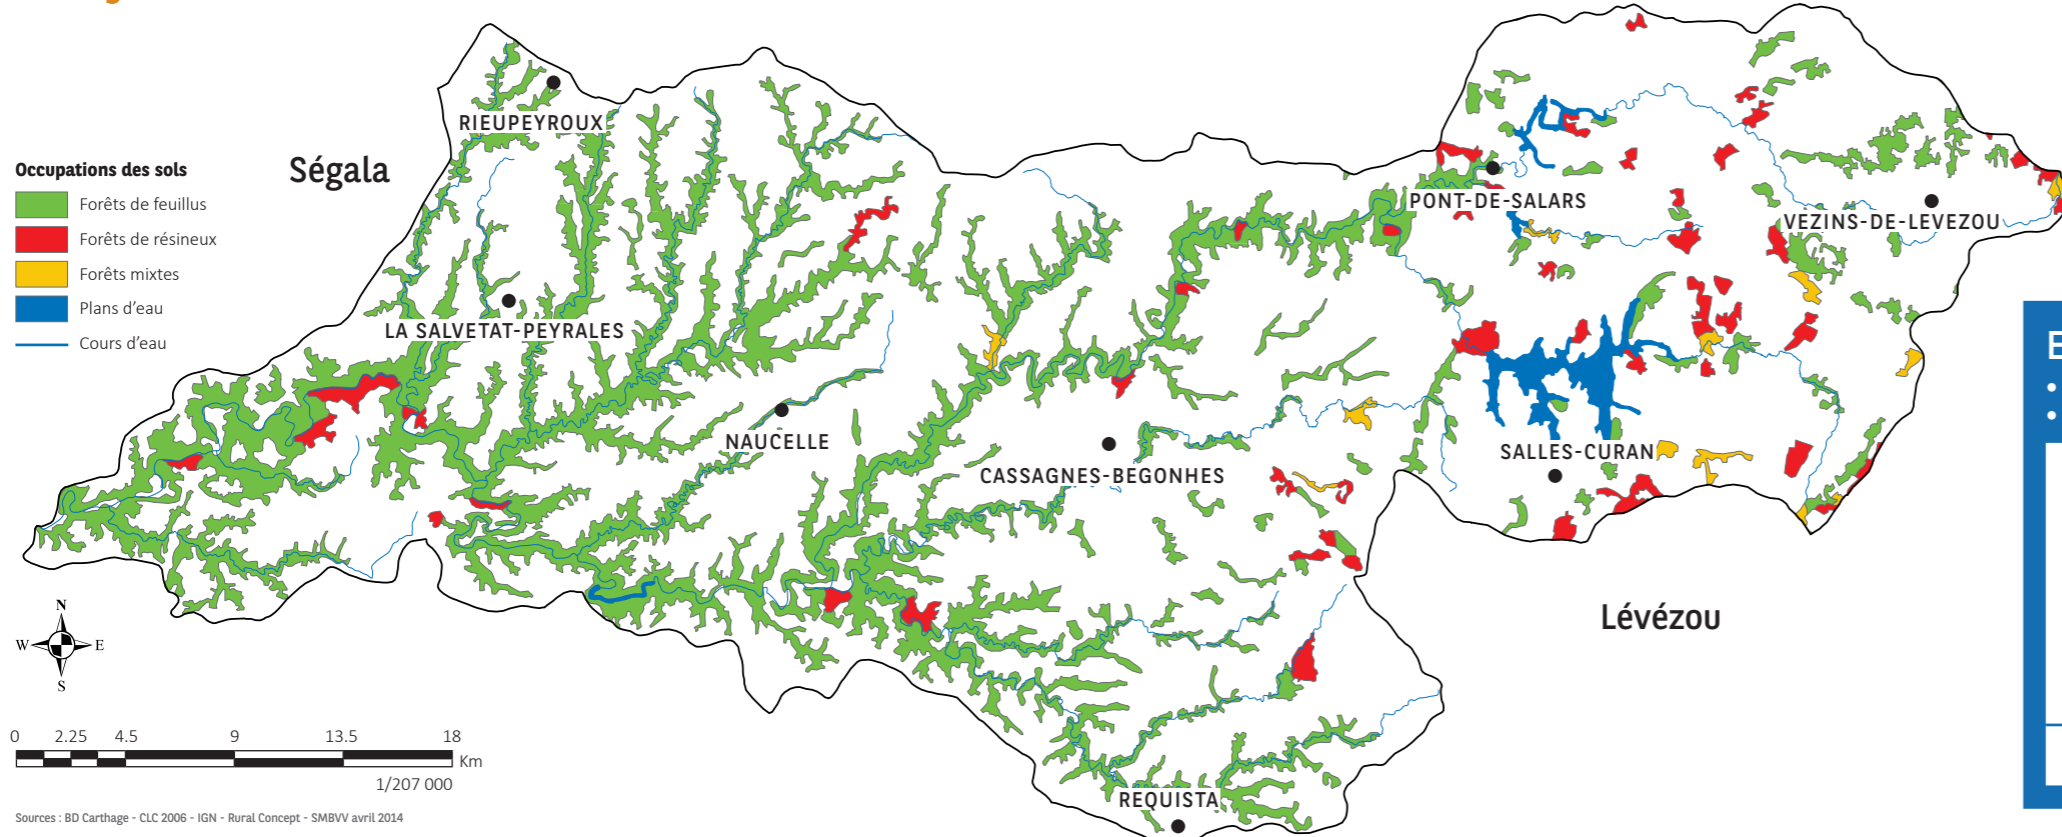 Occupations des sols
Forêts de feuillus
Forêts de résineux
Forêts mixtes
Plans d'eau
Cours d'eau
Ségala
RIEUPEYROUX
LA SALVETAT-PEYRALES
NAUCELLE
CASSAGNES-BEGONHES
PONT-DE-SALARS
VEZINS-DE-LEVEZOU
SALLES-CURAN
Lévézou
REQUISTA
N
W E
S
0 2.25 4.5 9 13.5 18
Km
1/207 000
Sources : BD Carthage - CLC 2006 - IGN - Rural Concept - SMBVV avril 2014